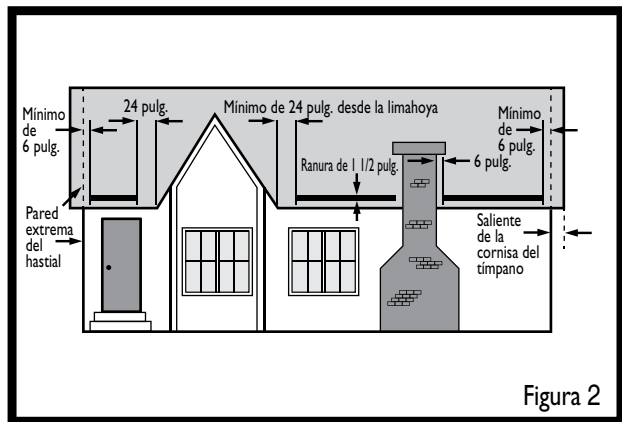 Mínimo
de
6 pulg.
24 pulg.
Mínimo de 24 pulg. desde la limahoya
Mínimo
de
6 pulg.
Ranura de 1 1/2 pulg.
6 pulg.
Pared
extrema
del
hastial
Saliente
de la
cornisa del
tímpano
Figura 2